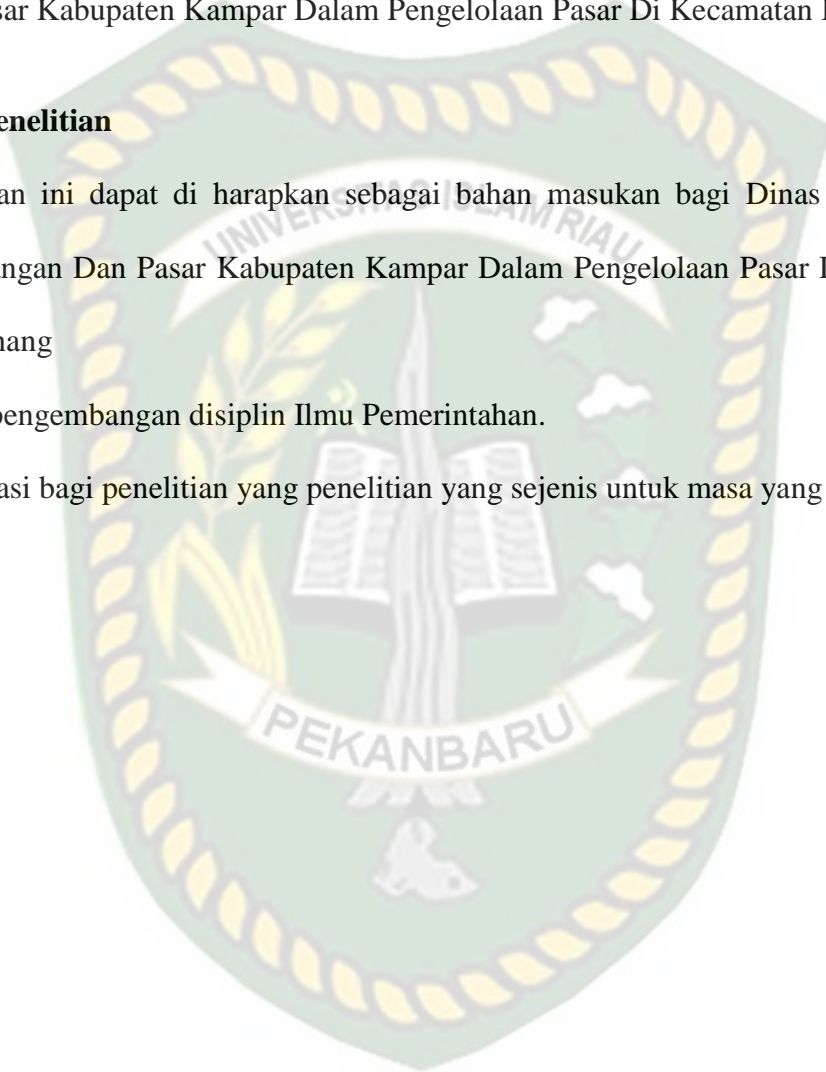 sar Kabupaten Kampar Dalam Pengelolaan Pasar Di Kecamatan
enelitian
an ini dapat di harapkan sebagai bahan masukan bagi Dinas
angan Dan Pasar Kabupaten Kampar Dalam Pengelolaan Pasar
nang
pengembangan disiplin Ilmu Pemerintahan.
asi bagi penelitian yang penelitian yang sejenis untuk masa yang
UNIVERSITAS ISLAM RIAU
PEKANBARU